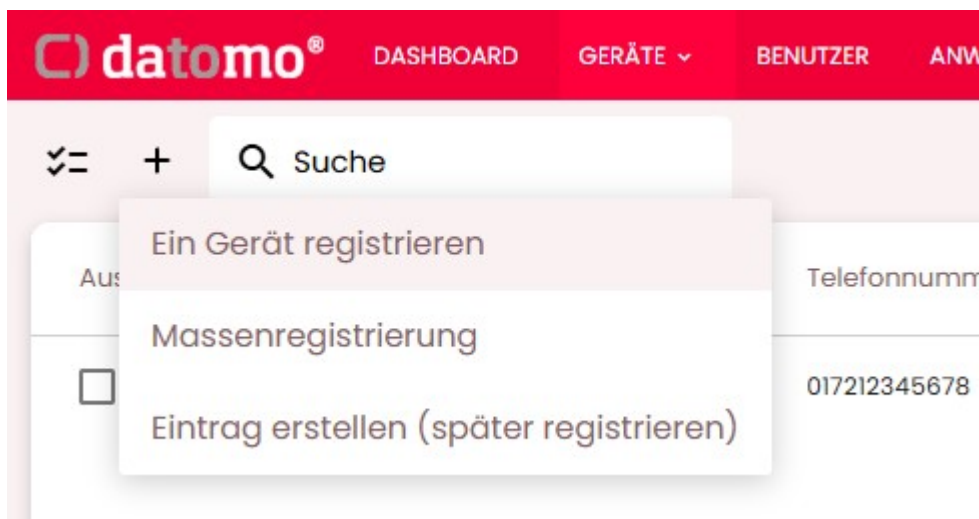 datomo® DASHBOARD GERÄTE BENUTZER
Suche
Ein Gerät registrieren
Massenregistrierung
017212345678
Eintrag erstellen (später registrieren)